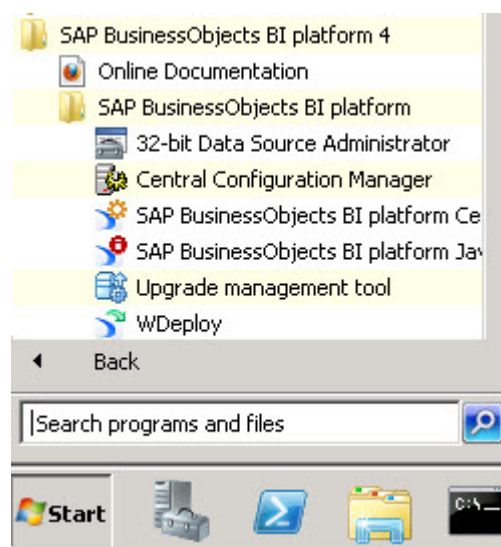 SAP BusinessObjects BI platform 4
Online Documentation
SAP BusinessObjects BI platform
32-bit Data Source Administrator
Central Configuration Manager
SAP BusinessObjects BI platform Ce
SAP BusinessObjects BI platform Jav
Upgrade management tool
WDeploy
Back
Search programs and files
Start
C:\